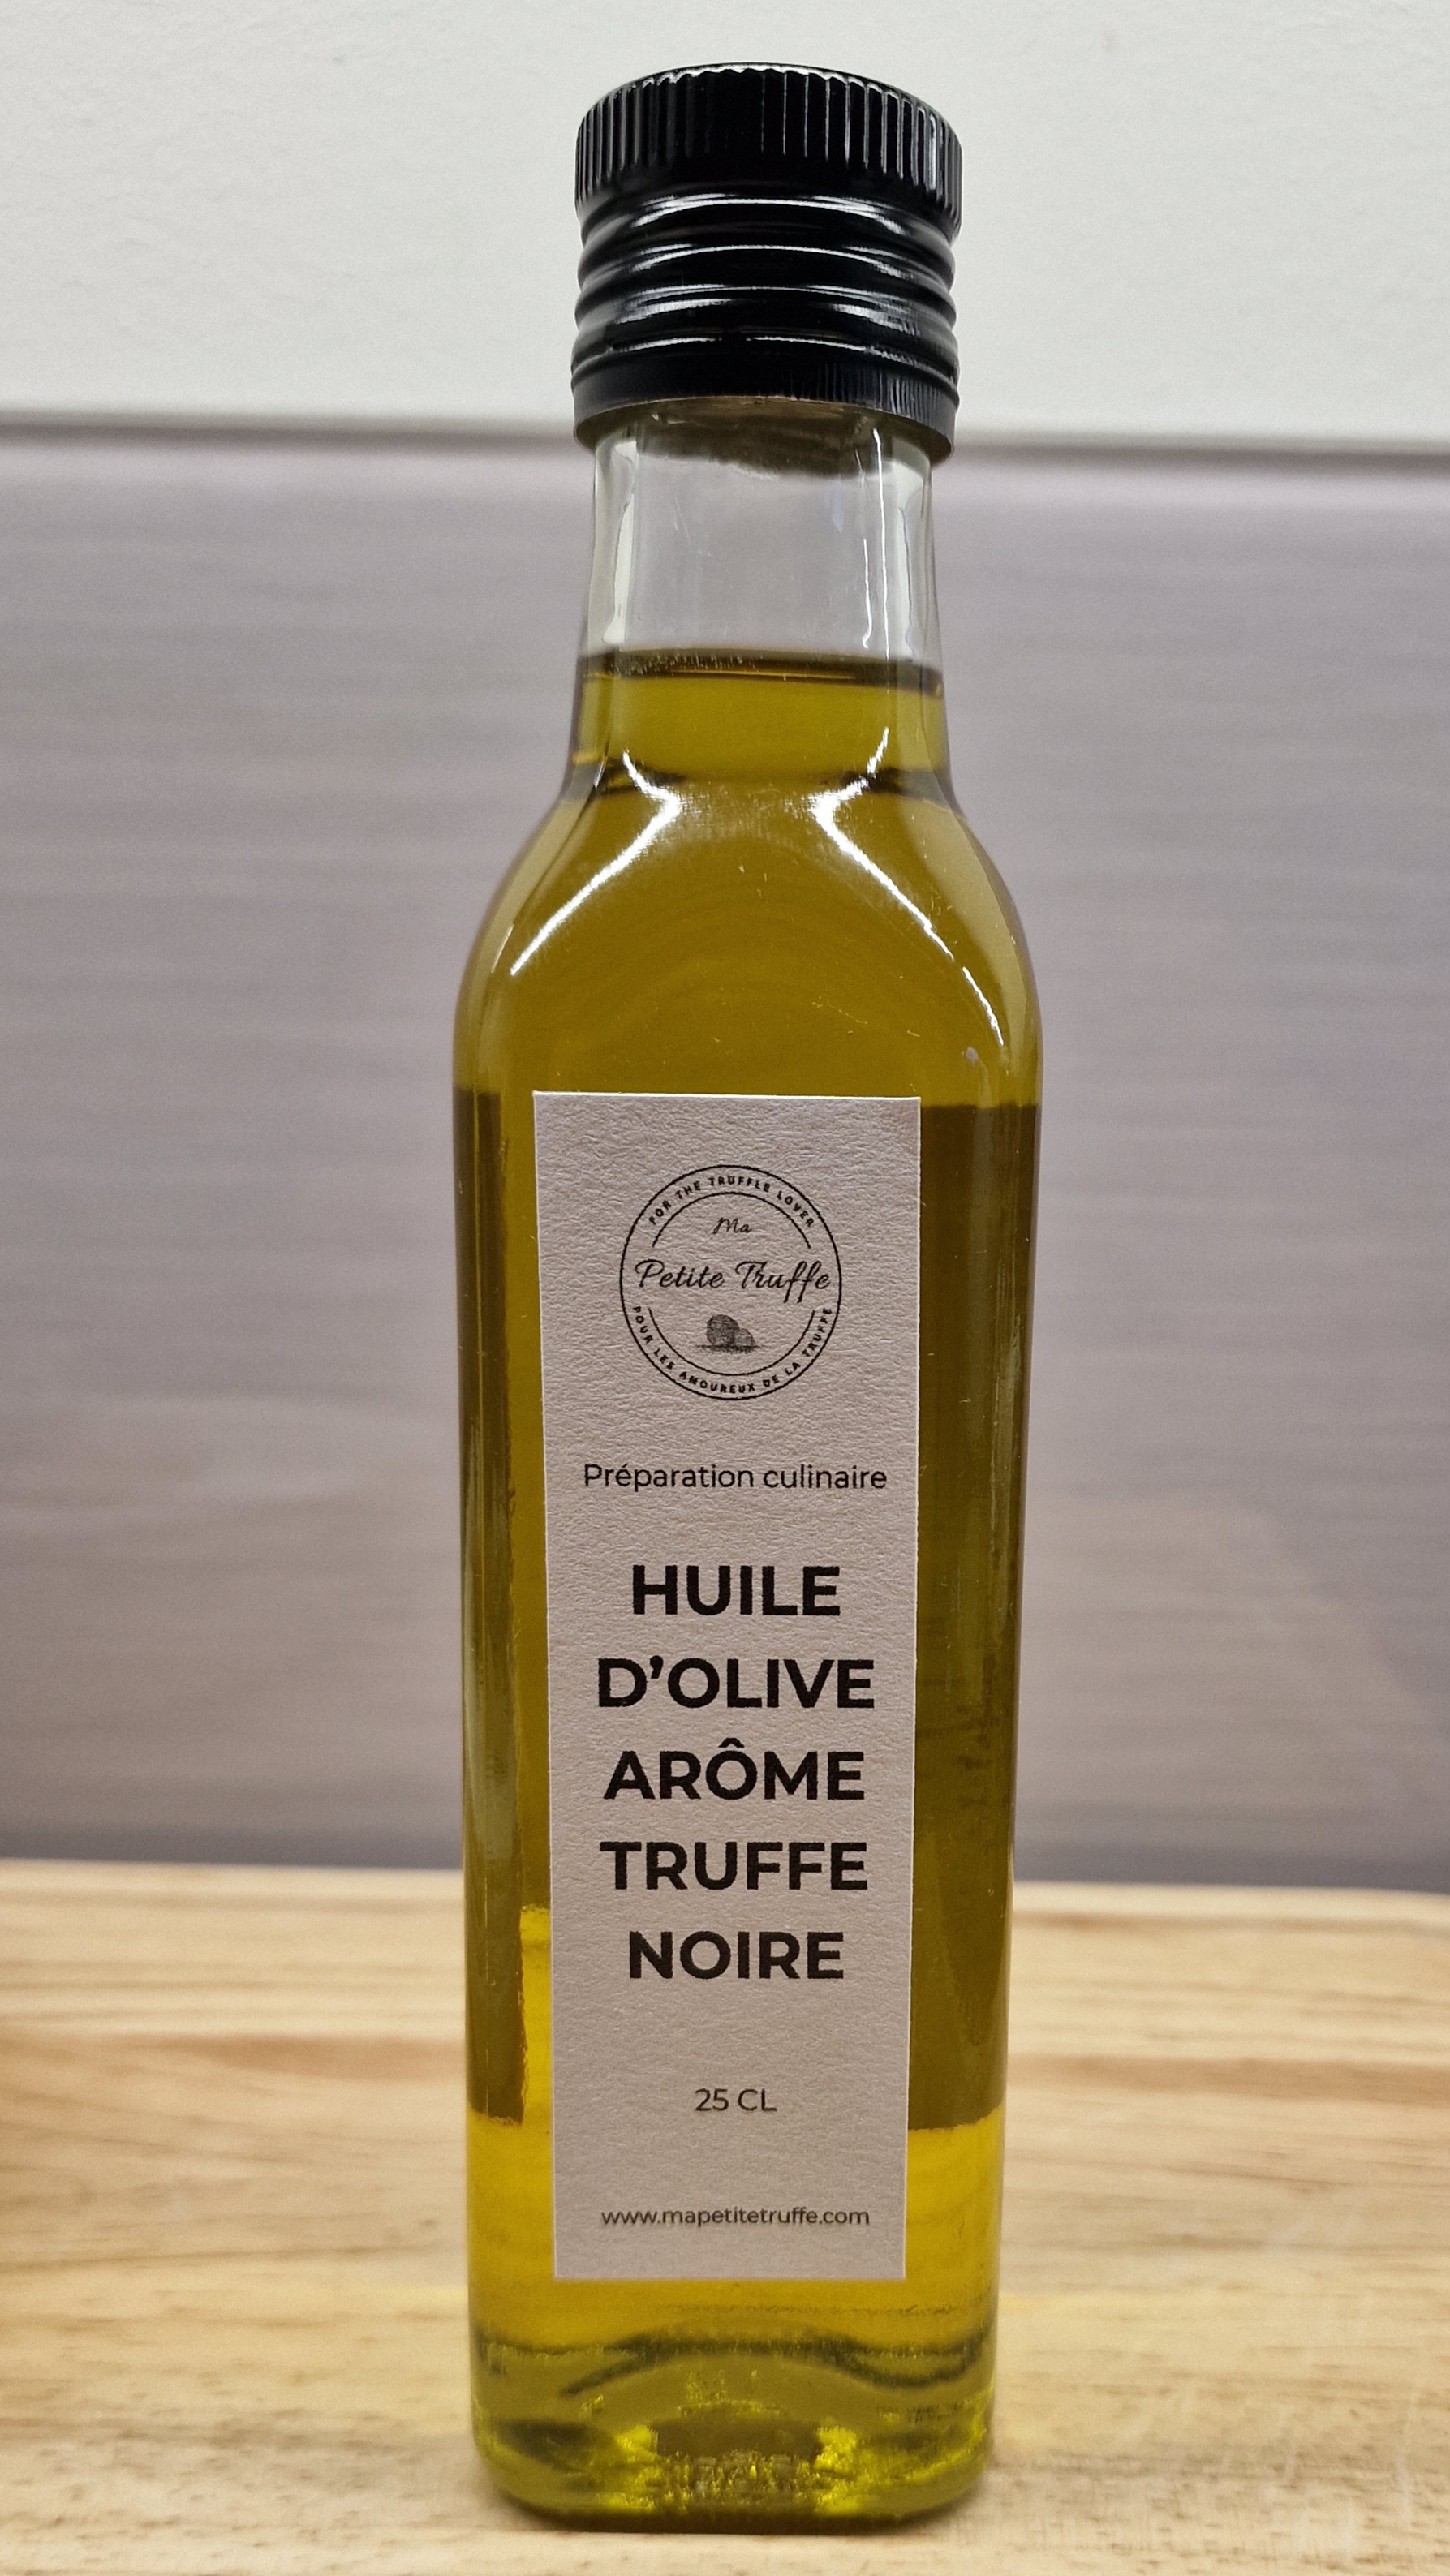 FOR THE TRUFFLE LOVER
Ma
Petite Truffe
POUR LES AMOUREUX DE LA TRUFFE
Préparation culinaire
HUILE
D’OLIVE
ARÔME
TRUFFE
NOIRE
25 CL
www.mapetitetruffe.com